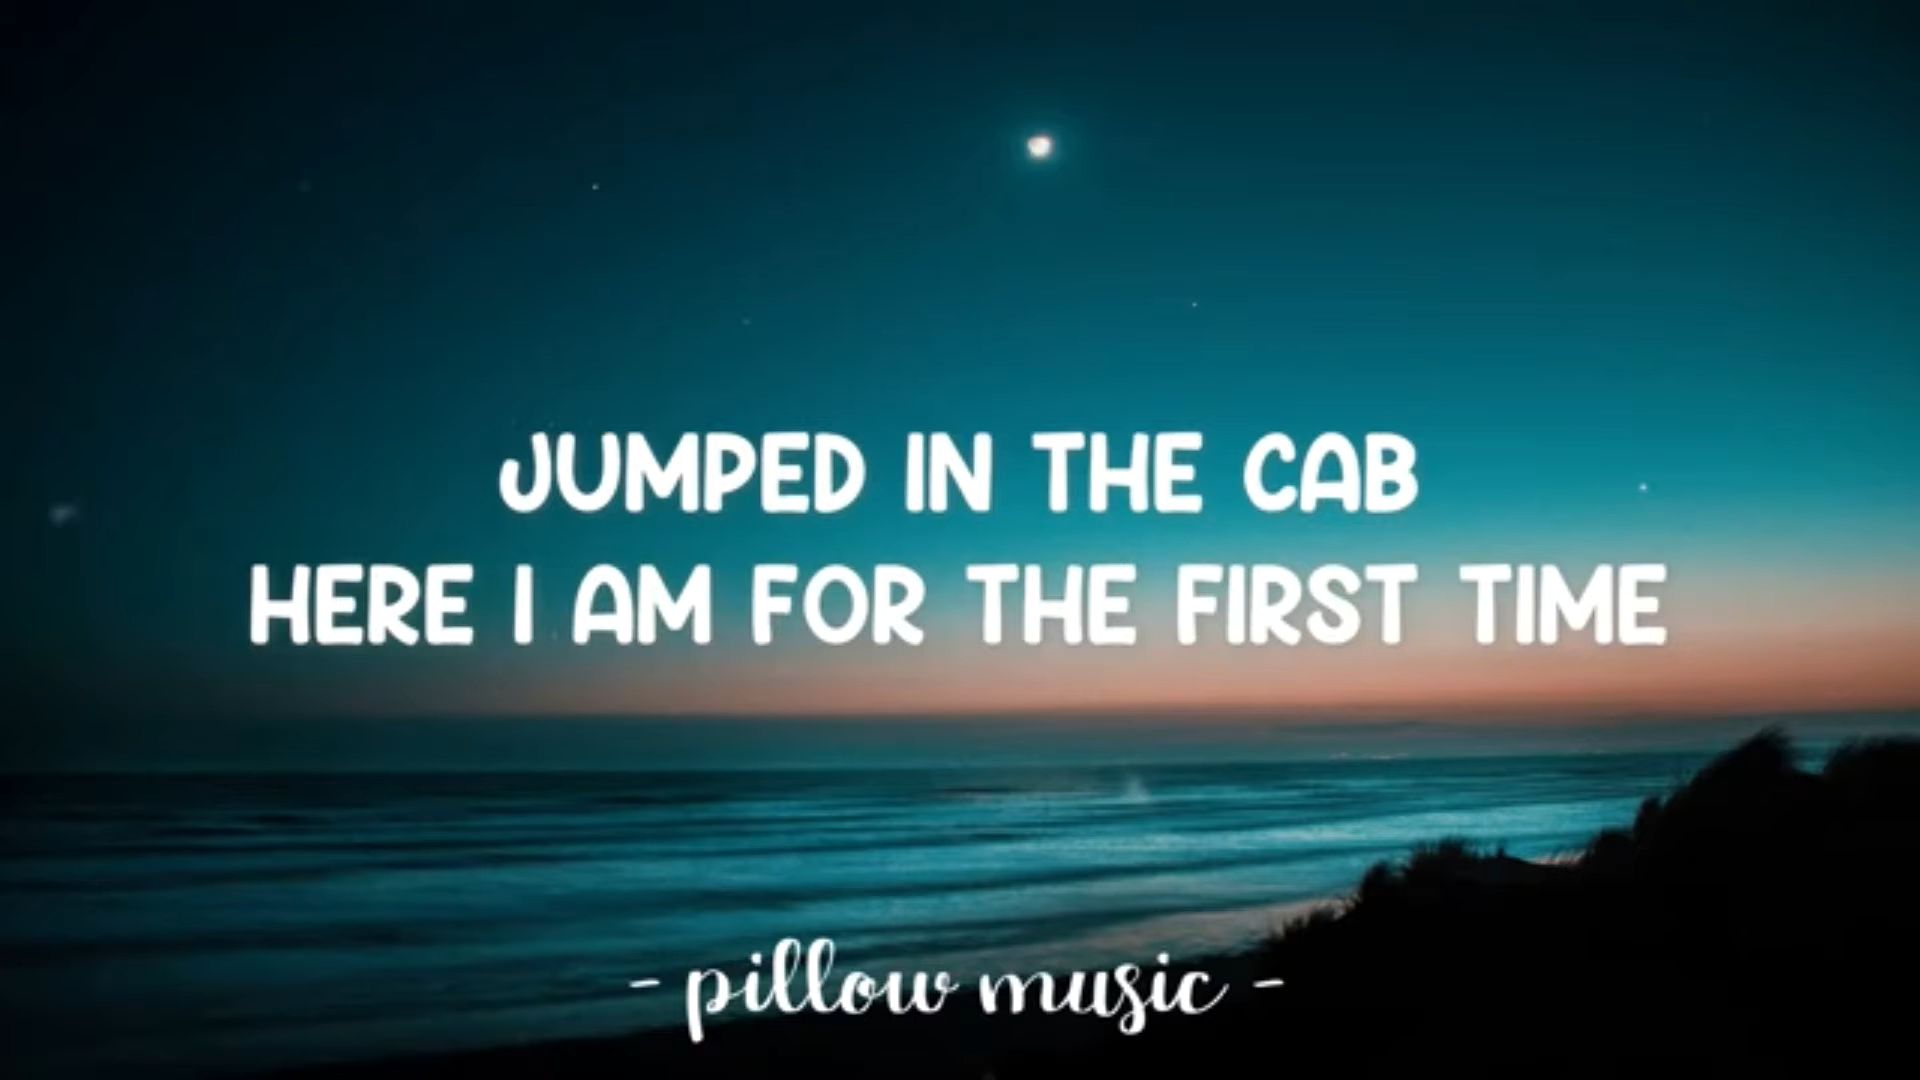 JUMPED IN THE CAB
HERE I AM FOR THE FIRST TIME
- pillow music -